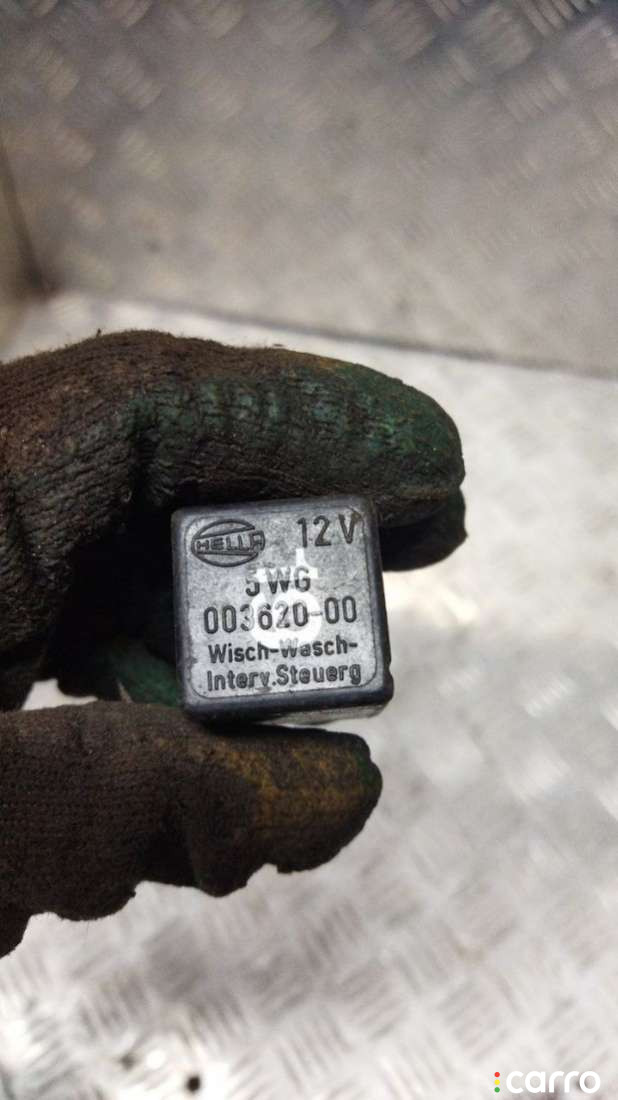 HELLA 12V
5WG
003620-00
Wisch-Wasch-
Interv.Steuerg
carro